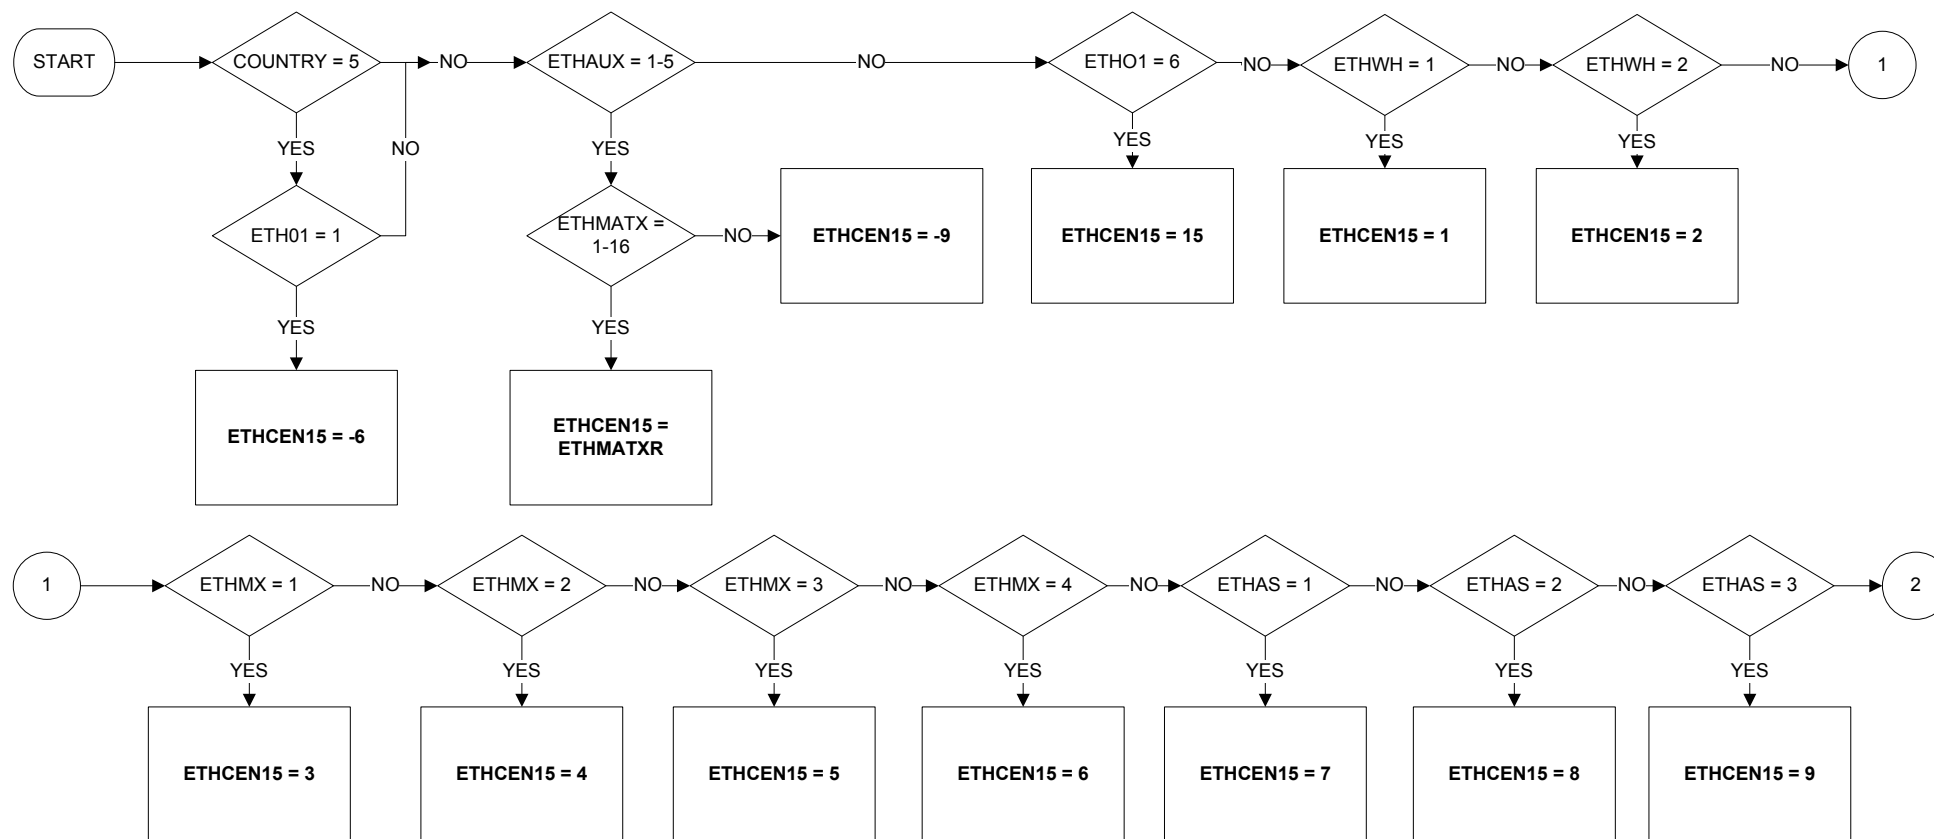 START
COUNTRY = 5
NO
ETHAUX = 1-5
NO
ETHO1 = 6
NO
ETHWH = 1
NO
ETHWH = 2
NO
1
YES
NO
YES
YES
YES
YES
ETH01 = 1
ETHMATX =
1-16
NO
ETHCEN15 = -9
ETHCEN15 = 15
ETHCEN15 = 1
ETHCEN15 = 2
YES
YES
ETHCEN15 = -6
ETHCEN15 =
ETHMATXR
1
ETHMX = 1
NO
ETHMX = 2
NO
ETHMX = 3
NO
ETHMX = 4
NO
ETHAS = 1
NO
ETHAS = 2
NO
ETHAS = 3
2
YES
YES
YES
YES
YES
YES
YES
ETHCEN15 = 3
ETHCEN15 = 4
ETHCEN15 = 5
ETHCEN15 = 6
ETHCEN15 = 7
ETHCEN15 = 8
ETHCEN15 = 9